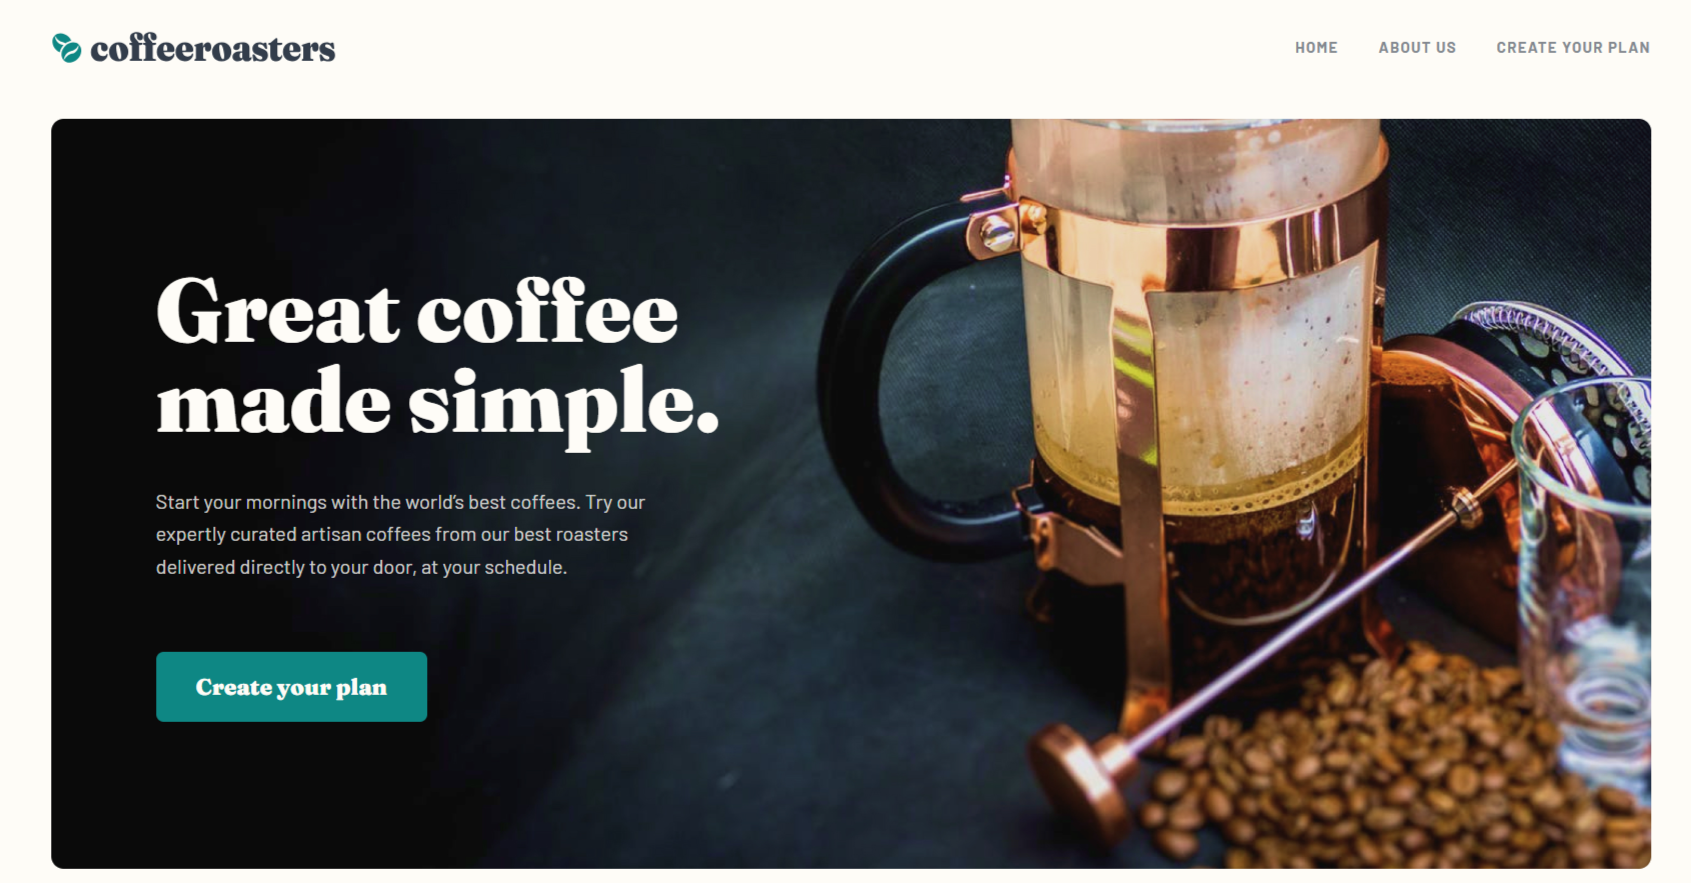 coffeeroasters
HOME
ABOUT US
CREATE YOUR PLAN
Great coffee
made simple.
Start your mornings with the world’s best coffees. Try our
expertly curated artisan coffees from our best roasters
delivered directly to your door, at your schedule.
Create your plan